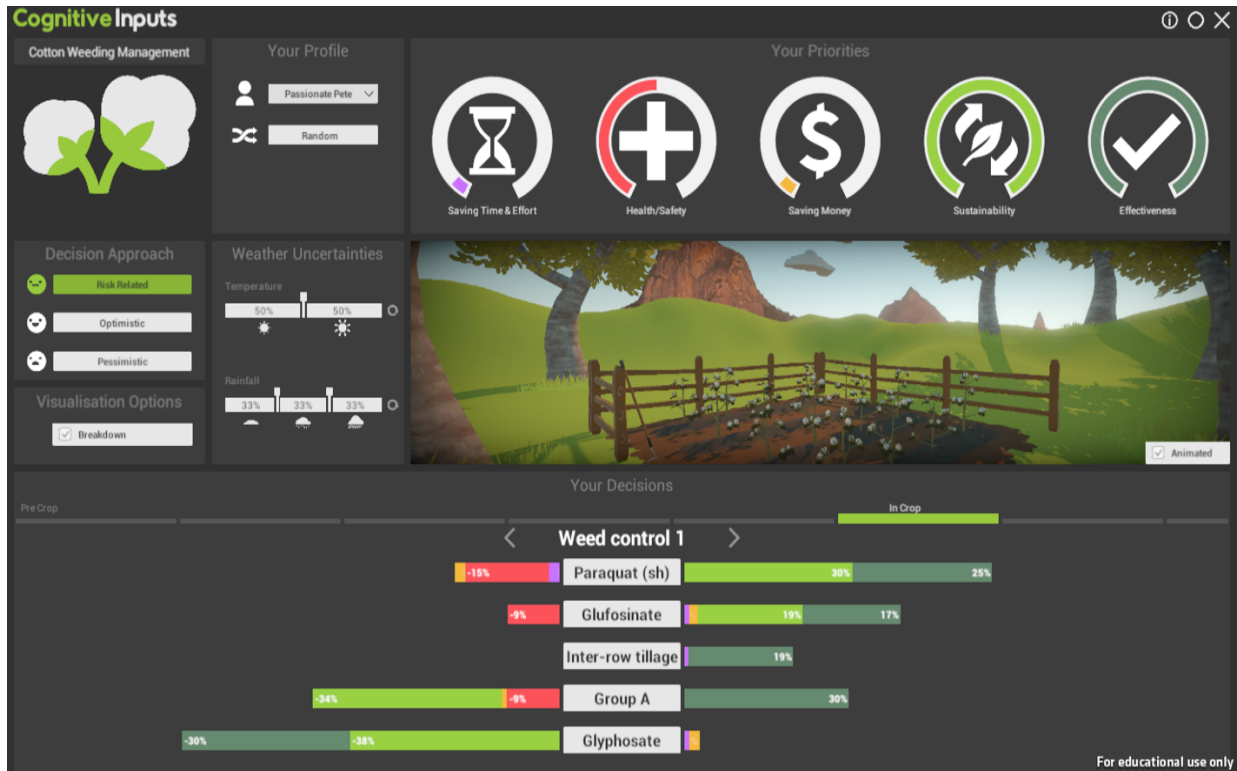 Cognitive Inputs
Cotton Weeding Management
Your Profile
Passionate Pete
Random
Your Priorities
Saving Time & Effort
Health/Safety
Saving Money
Sustainability
Effectiveness
Decision Approach
Risk Related
Optimistic
Pessimistic
Visualisation Options
Breakdown
Weather Uncertainties
Temperature
50% 50%
Rainfall
33% 33% 33%
Animated
Your Decisions
Pre Crop
In Crop
Weed control 1
-15% Paraquat (sh) 30% 25%
-9% Glufosinate 19% 17%
Inter-row tillage 19%
-34% -9% Group A 30%
-30% -38% Glyphosate
For educational use only